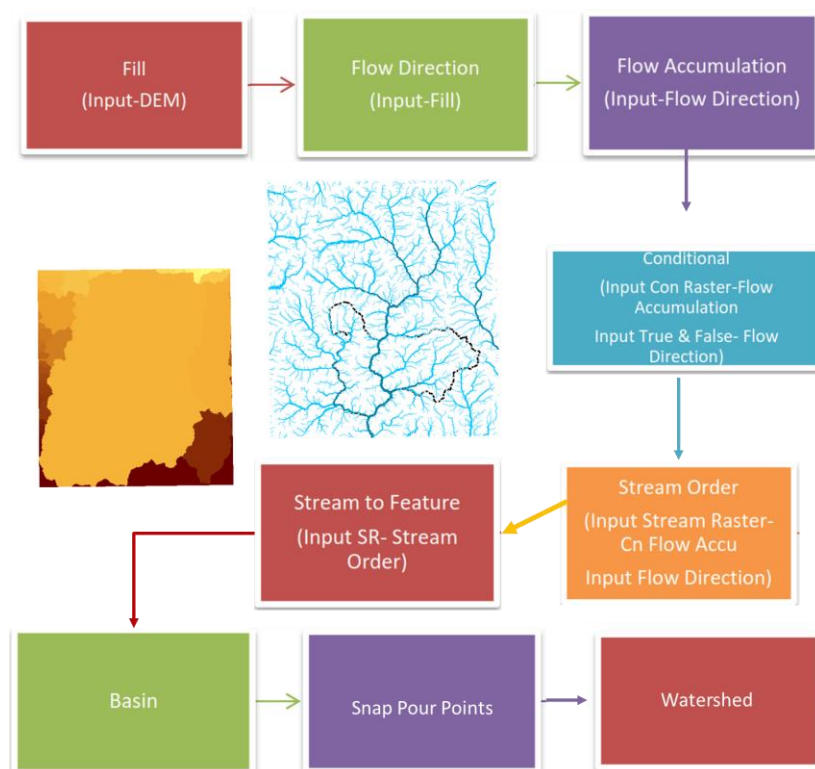 Fill
(Input-DEM)
Flow Direction
(Input-Fill)
Flow Accumulation
(Input-Flow Direction)
Conditional
(Input Con Raster-Flow
Accumulation
Input True & False- Flow
Direction)
Stream Order
(Input Stream Raster-
Cn Flow Accu
Input Flow Direction)
Stream to Feature
(Input SR- Stream
Order)
Basin
Snap Pour Points
Watershed